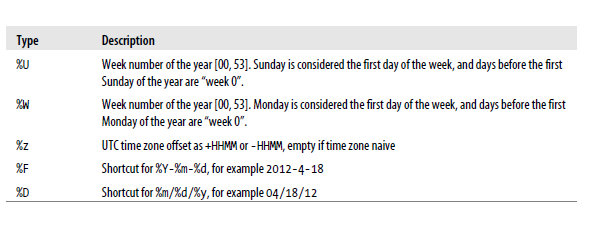 Type Description
%U Week number of the year [00, 53]. Sunday is considered the first day of the week, and days before the first
Sunday of the year are “week 0”.
%W Week number of the year [00, 53]. Monday is considered the first day of the week, and days before the first
Monday of the year are “week 0”.
%z UTC time zone offset as +HHMM or -HHMM, empty if time zone naive
%F Shortcut for %Y-%m-%d, for example 2012-4-18
%D Shortcut for %m/%d/%y, for example 04/18/12